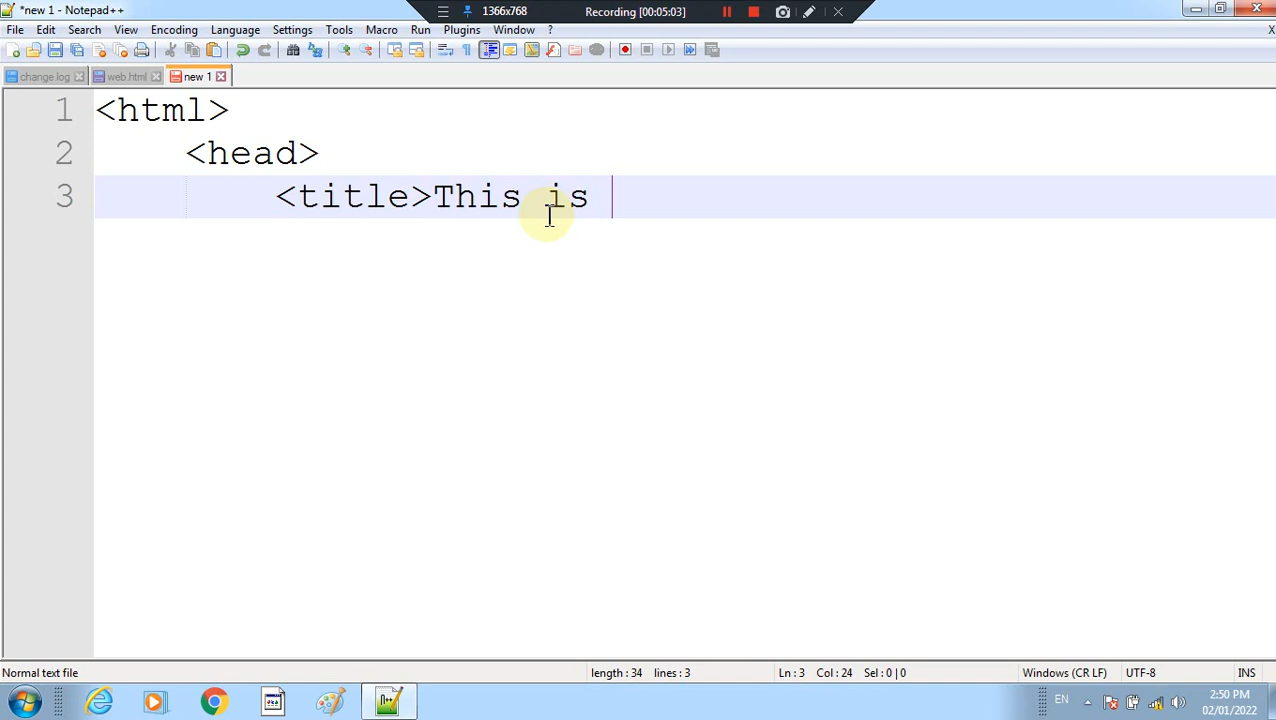 *new 1 - Notepad++
1366x768
Recording [00:05:03]
File Edit Search View Encoding Language Settings Tools Macro Run Plugins Window ?
X
change.log web.html new 1
1 <html>
2 <head>
3 <title>This is
Normal text file
length : 34 lines : 3
Ln : 3 Col : 24 Sel : 0 | 0
Windows (CR LF)
UTF-8
INS
EN
2:50 PM
02/01/2022